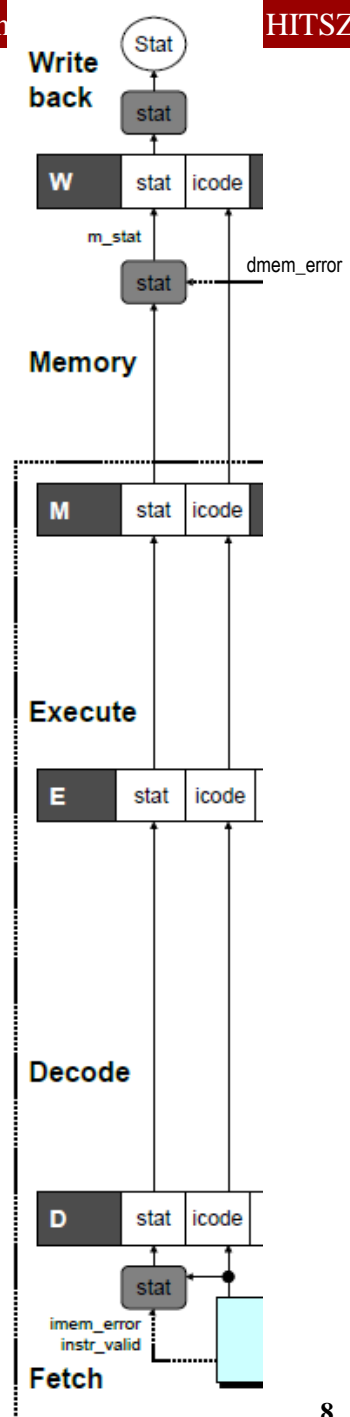 HITSZ
Stat
Write
back
stat
W stat icode
m_stat
stat
dmem_error
Memory
M stat icode
Execute
E stat icode
Decode
D stat icode
stat
imem_error
instr_valid
Fetch
8